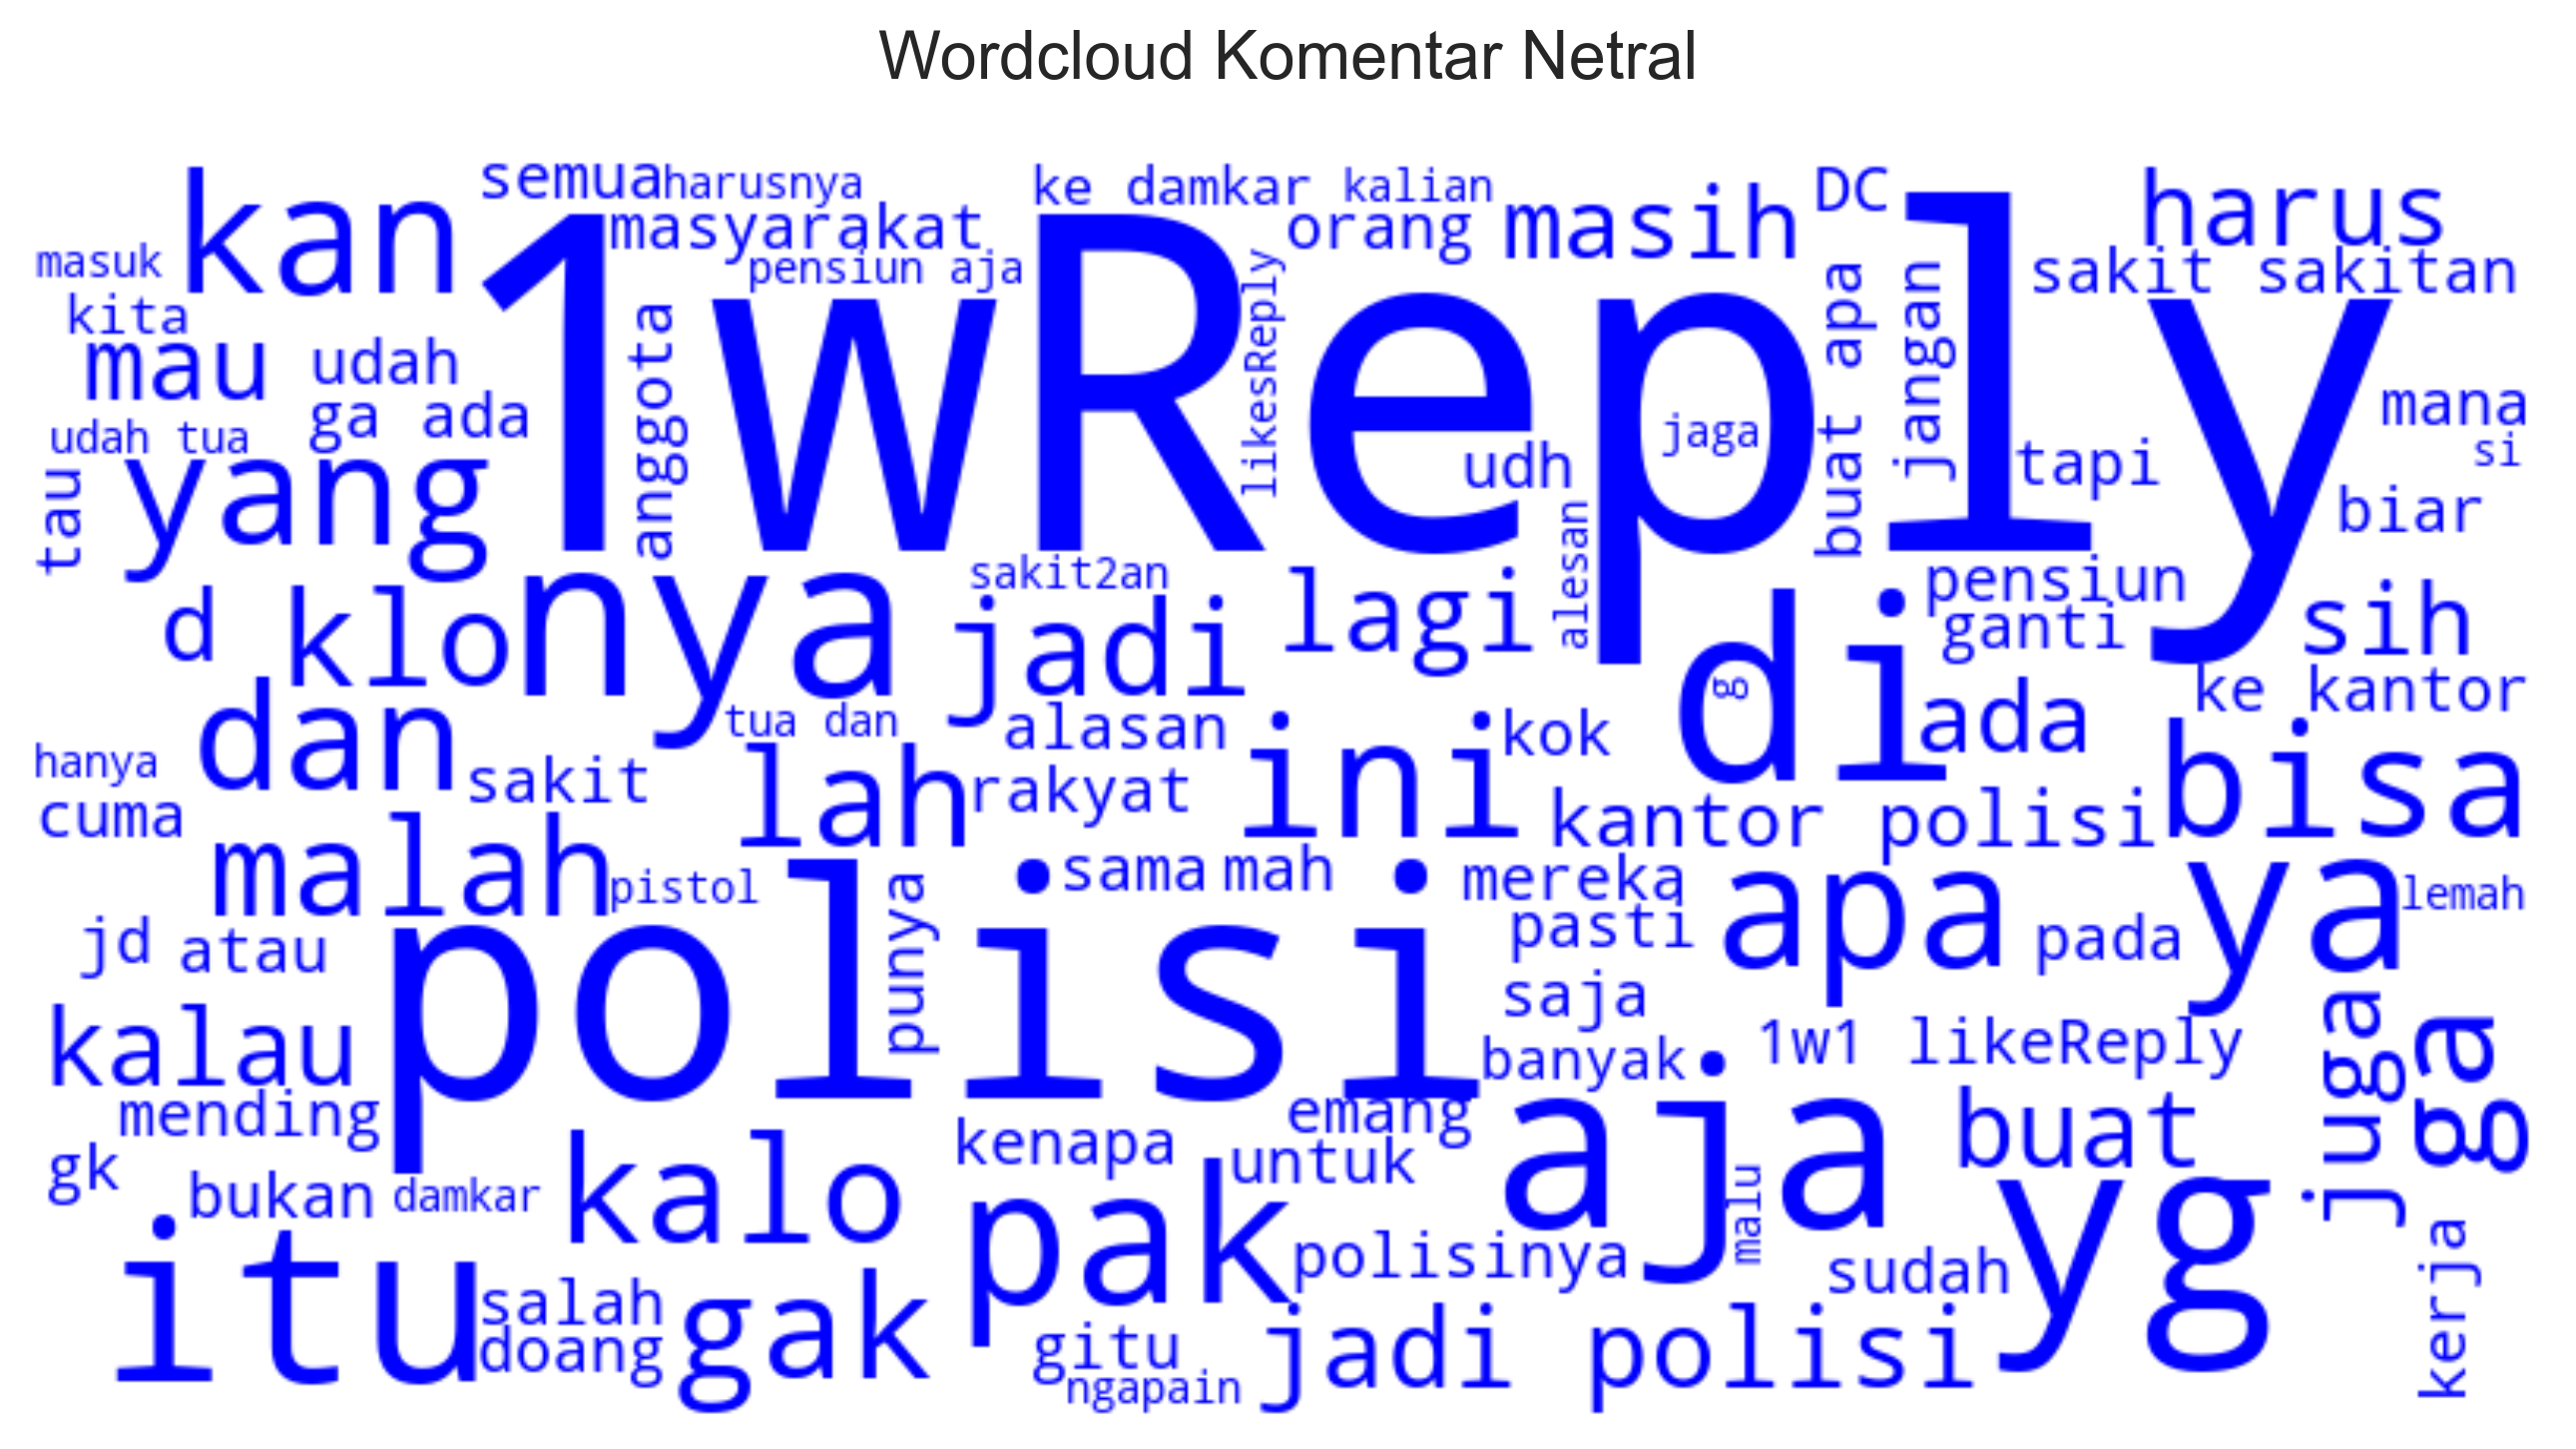 Wordcloud Komentar Netral
kan
semua
harusnya
ke damkar
kalian
DC
harus
masyarakat
orang
masih
masuk
pensiun aja
sakit sakitan
1wReply
likesReply
kita
anggota
buat apa
jangan
mau
udah
mana
ga ada
jaga
udah tua
udh
tapi
si
yang
tau
biar
alesan
sakit2an
pensiun
d
klo
nya
jadi
lagi
di
ganti
sih
g
ke kantor
dan
tua dan
alasan
kok
ada
hanya
sakit
lah
rakyat
ini
bisa
cuma
kantor polisi
malah
pistol
sama
mah
mereka
apa
ya
lemah
punya
pasti
pada
jd
atau
polisi
saja
juga
kalau
banyak
1w1 likeReply
ga
mending
emang
aja
buat
kenapa
gk
untuk
bukan
damkar
kalo
pak
malu
yg
itu
polisinya
sudah
kerja
salah
gak
doang
gitu
jadi polisi
ngapain